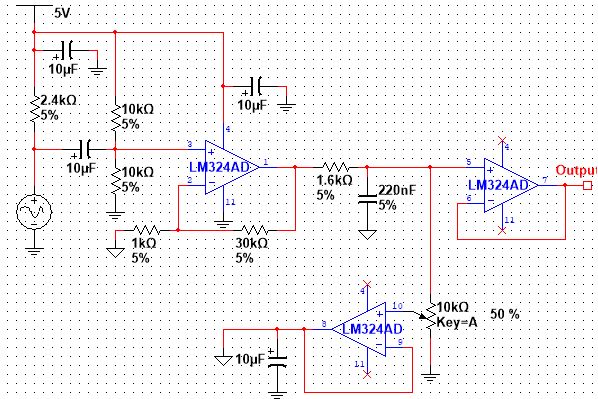 5V
10µF
2.4kΩ
5%
10kΩ
5%
10µF
4
3
1
2
11
LM324AD
10µF
10kΩ
5%
1kΩ
5%
30kΩ
5%
1.6kΩ
5%
220nF
5%
4
5
7
6
11
LM324AD
Output
10kΩ
Key=A
50 %
4
10
8
9
11
LM324AD
10µF